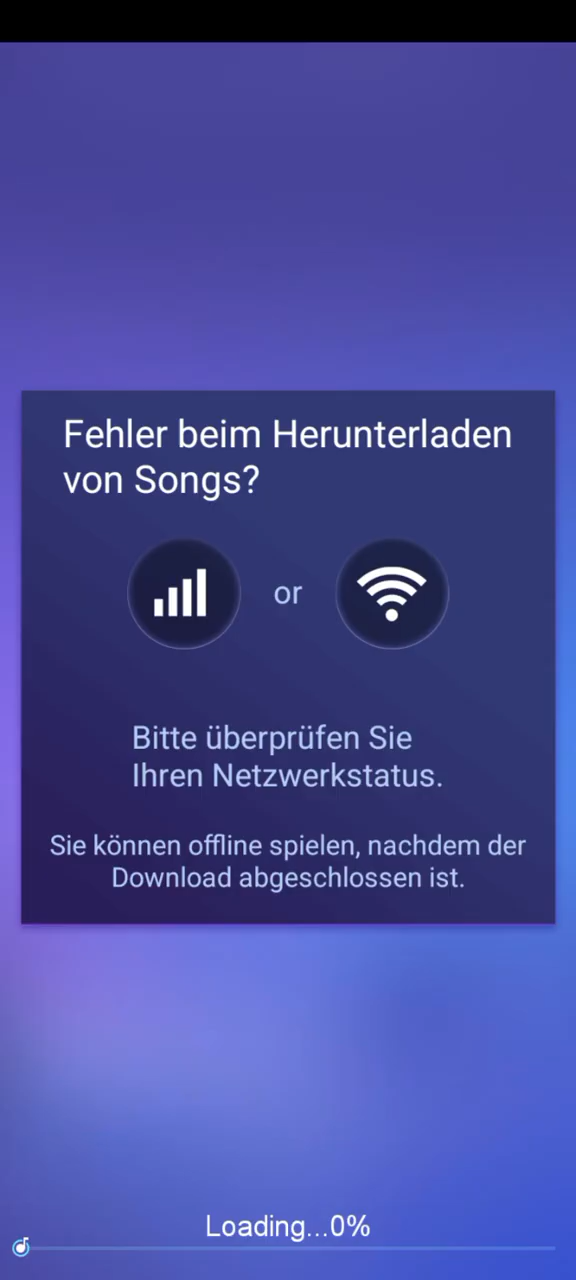 Fehler beim Herunterladen
von Songs?
or
Bitte überprüfen Sie
Ihren Netzwerkstatus.
Sie können offline spielen, nachdem der
Download abgeschlossen ist.
Loading...0%